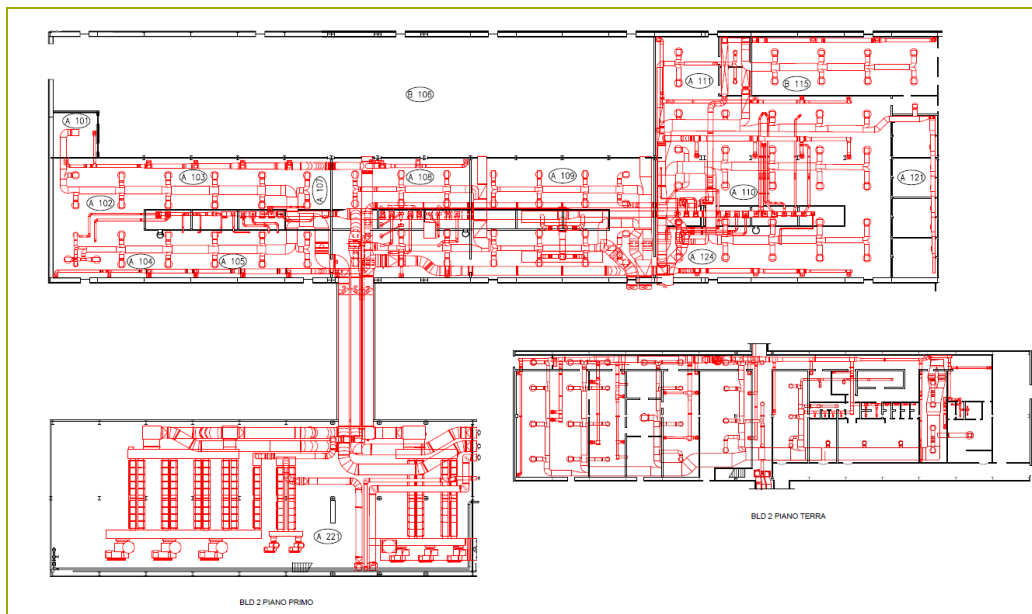 A 111
B 115
B 106
A 101
A 103
A 108
A 109
A 107
A 121
A 102
A 110
A 104
A 105
A 124
BLD 2 PIANO TERRA
A 221
BLD 2 PIANO PRIMO